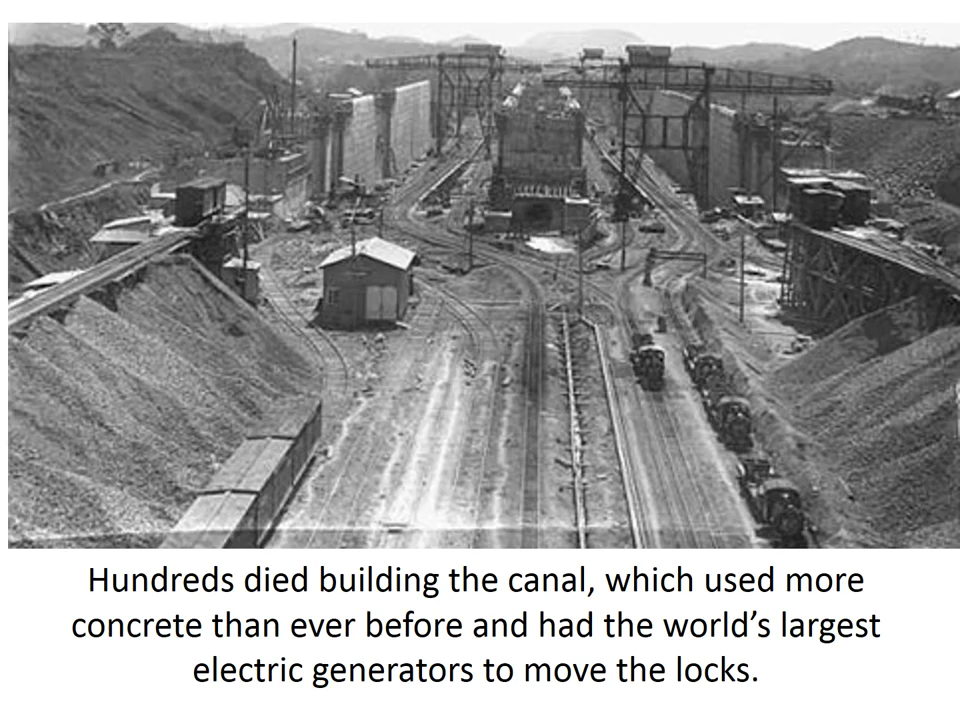 Hundreds died building the canal, which used more
concrete than ever before and had the world’s largest
electric generators to move the locks.